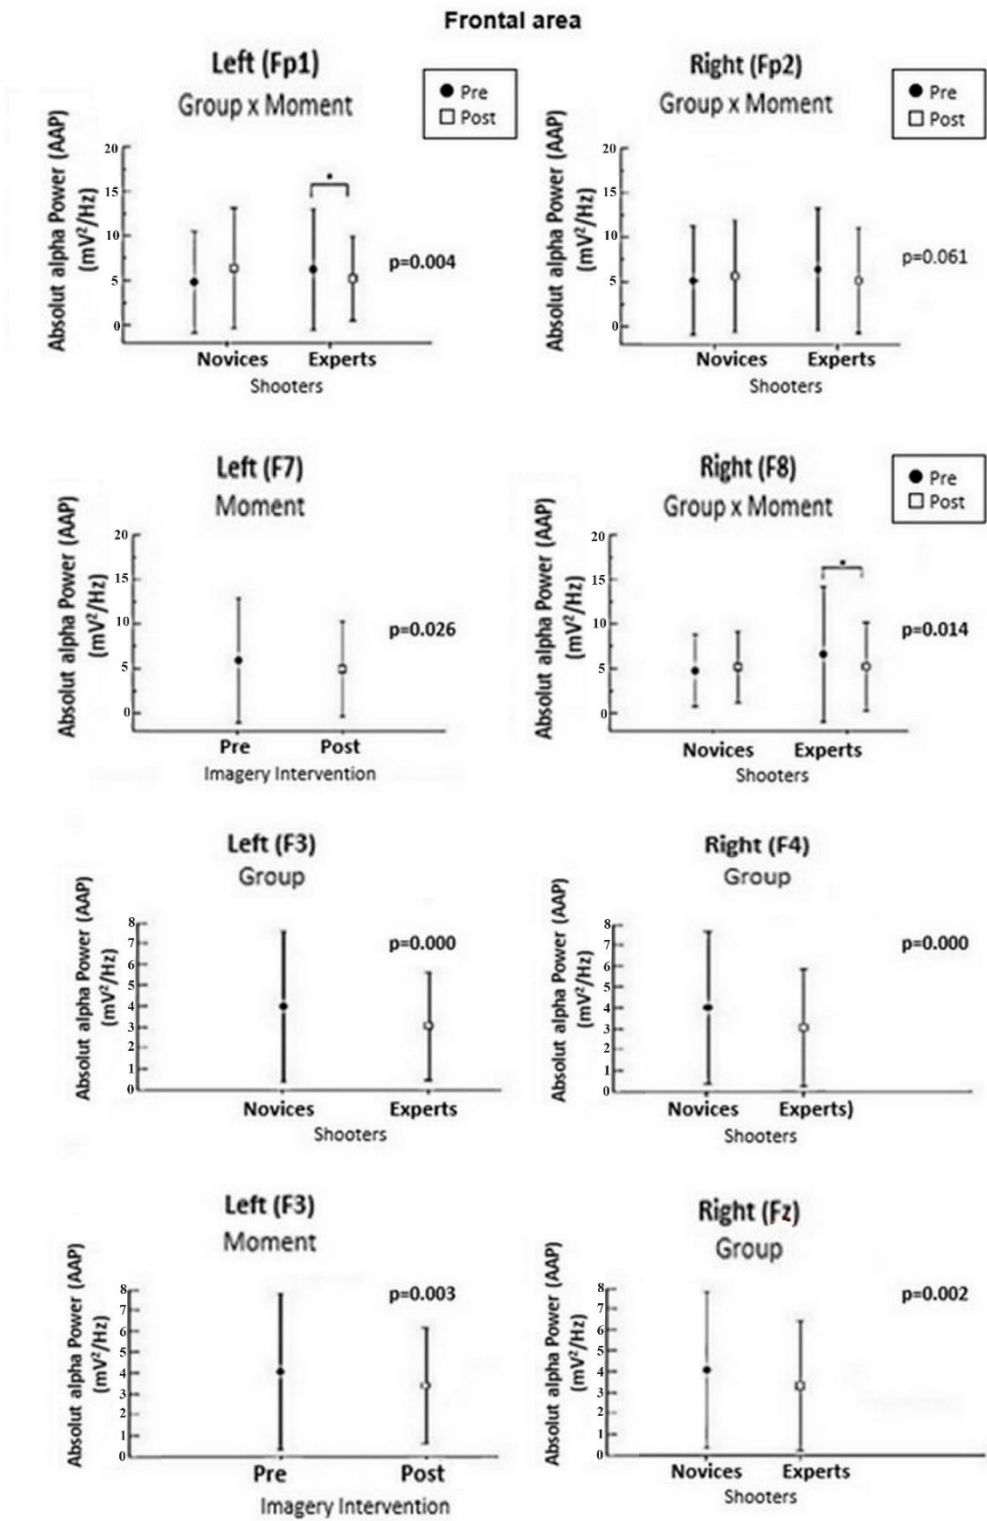 Frontal area
Left (Fp1)
Group x Moment
Pre
Post
Absolut alpha Power (AAP)
(mV²/Hz)
20
15
10
5
0
*
p=0.004
Novices Experts
Shooters
Right (Fp2)
Group x Moment
Pre
Post
Absolut alpha Power (AAP)
(mV²/Hz)
20
15
10
5
0
p=0.061
Novices Experts
Shooters
Left (F7)
Moment
Absolut alpha Power (AAP)
(mV²/Hz)
20
15
10
5
0
p=0.026
Pre Post
Imagery Intervention
Right (F8)
Group x Moment
Pre
Post
Absolut alpha Power (AAP)
(mV²/Hz)
20
15
10
5
0
*
p=0.014
Novices Experts
Shooters
Left (F3)
Group
Absolut alpha Power (AAP)
(mV²/Hz)
8
7
6
5
4
3
2
1
0
p=0.000
Novices Experts
Shooters
Right (F4)
Group
Absolut alpha Power (AAP)
(mV²/Hz)
8
7
6
5
4
3
2
1
0
p=0.000
Novices Experts)
Shooters
Left (F3)
Moment
Absolut alpha Power (AAP)
(mV²/Hz)
8
7
6
5
4
3
2
1
0
p=0.003
Pre Post
Imagery Intervention
Right (Fz)
Group
Absolut alpha Power (AAP)
(mV²/Hz)
8
7
6
5
4
3
2
1
0
p=0.002
Novices Experts
Shooters